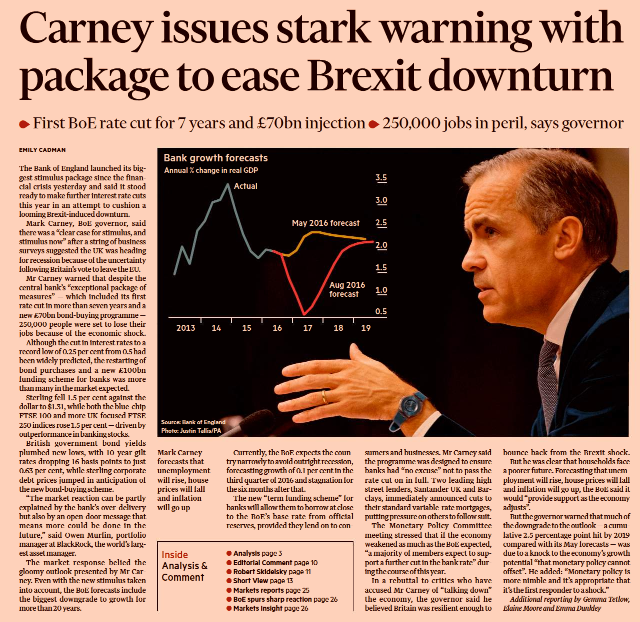 Carney issues stark warning with
package to ease Brexit downturn
First BoE rate cut for 7 years and £70bn injection
250,000 jobs in peril, says governor
EMILY CADMAN
The Bank of England launched its big-
gest stimulus package since the finan-
cial crisis yesterday and said it stood
ready to make further interest rate cuts
this year in an attempt to cushion a
looming Brexit-induced downturn.
Mark Carney, BoE governor, said
there was a "clear case for stimulus, and
stimulus now" after a string of business
surveys suggested the UK was heading
for recession because of the uncertainty
following Britain's vote to leave the EU.
Mr Carney warned that despite the
central bank's "exceptional package of
measures" — which included its first
rate cut in more than seven years and a
new £70bn bond-buying programme —
250,000 people were set to lose their
jobs because of the economic shock.
Although the cut in interest rates to a
record low of 0.25 per cent from 0.5 had
been widely predicted, the restarting of
bond purchases and a new £100bn
funding scheme for banks was more
than many in the market expected.
Sterling fell 1.5 per cent against the
dollar to $1.31, while both the blue-chip
FTSE 100 and more UK focused FTSE
250 indices rose 1.5 per cent — driven by
outperformance in banking stocks.
British government bond yields
plumbed new lows, with 10 year gilt
rates dropping 16 basis points to just
0.63 per cent, while sterling corporate
debt prices jumped in anticipation of
the new bond-buying scheme.
"The market reaction can be partly
explained by the bank's over delivery
but also by an open door message that
means more could be done in the
future," said Owen Murfin, portfolio
manager at BlackRock, the world's larg-
est asset manager.
The market response belied the
gloomy outlook presented by Mr Car-
ney. Even with the new stimulus taken
into account, the BoE forecasts include
the biggest downgrade to growth for
more than 20 years.
Bank growth forecasts
Annual % change in real GDP
Actual
May 2016 forecast
Aug 2016
forecast
3.5
3.0
2.5
2.0
1.5
1.0
0.5
2013 14 15 16 17 18 19
Source: Bank of England
Photo: Justin Tallis/PA
Mark Carney
forecasts that
unemployment
will rise, house
prices will fall
and inflation
will go up
Currently, the BoE expects the coun
try narrowly to avoid outright recession,
forecasting growth of 0.1 per cent in the
third quarter of 2016 and stagnation for
the six months after that.
The new "term funding scheme" for
banks will allow them to borrow at close
to the BoE's base rate from official
reserves, provided they lend on to con
Inside
Analysis &
Comment
Analysis page 3
Editorial Comment page 10
Robert Skidelsky page 11
Short View page 13
Markets reports page 25
BoE spurs sharp reaction page 26
Markets Insight page 26
sumers and businesses. Mr Carney said
the programme was designed to ensure
banks had "no excuse" not to pass the
rate cut on in full. Two leading high
street lenders, Santander UK and Bar-
clays, immediately announced cuts to
their standard variable rate mortgages,
putting pressure on others to follow suit.
The Monetary Policy Committee
meeting stressed that if the economy
weakened as much as the BoE expected,
"a majority of members expect to sup-
port a further cut in the bank rate" dur
ing the course of this year.
In a rebuttal to critics who have
accused Mr Carney of "talking down"
the economy, the governor said he
believed Britain was resilient enough to
bounce back from the Brexit shock.
But he was clear that households face
a poorer future. Forecasting that unem
ployment will rise, house prices will fall
and inflation will go up, the BoE said it
would "provide support as the economy
adjusts".
But the governor warned that much of
the downgrade to the outlook – a cumu
lative 2.5 percentage point hit by 2019
compared with its May forecasts — was
due to a knock to the economy's growth
potential "that monetary policy cannot
offset". He added: "Monetary policy is
more nimble and it's appropriate that
it's the first responder to a shock."
Additional reporting by Gemma Tetlow,
Elaine Moore and Emma Dunkley